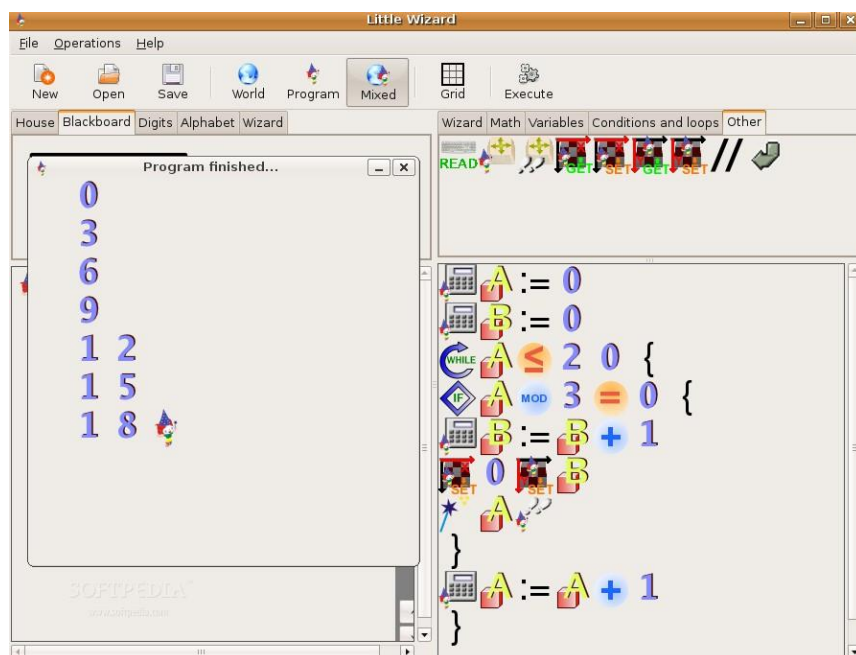 Little Wizard
File Operations Help
New Open Save World Program Mixed Grid Execute
House Blackboard Digits Alphabet Wizard
Wizard Math Variables Conditions and loops Other
READ GET SET GET SET //
Program finished...
0
3
6
9
1 2
1 5
1 8
A := 0
B := 0
WHILE A ≤ 2 0 {
IF A MOD 3 = 0 {
B := B + 1
SET 0 SET B
A
}
A := A + 1
}
SOFTPEDIA
www.softpedia.com